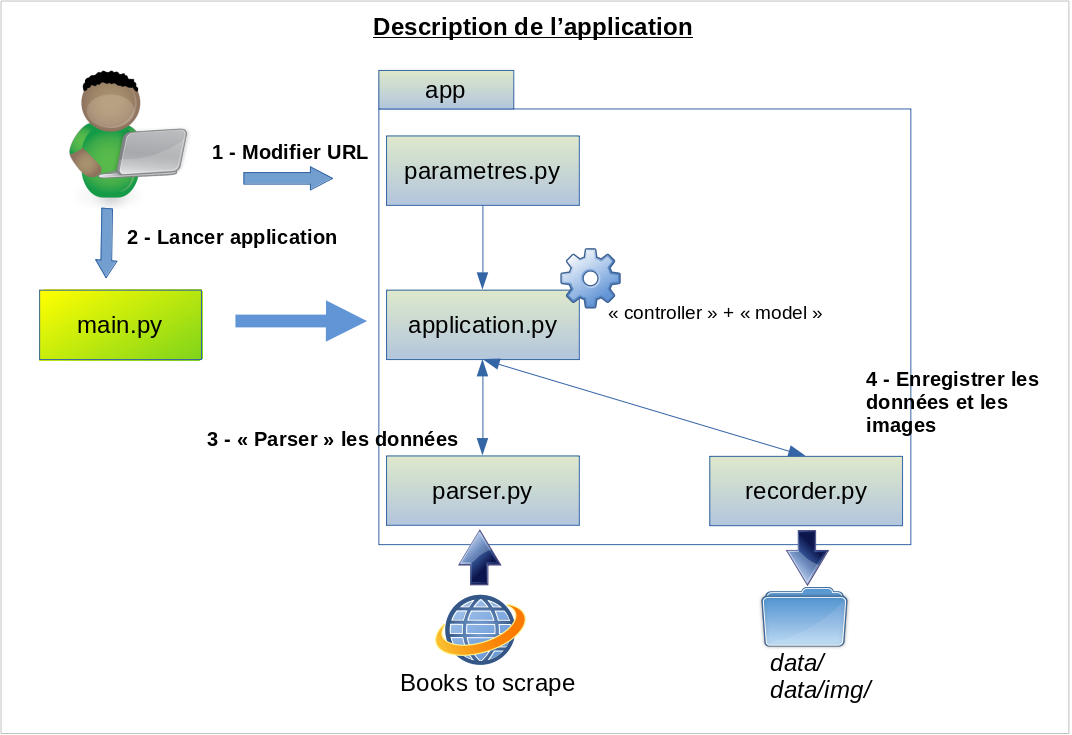 Description de l’application
app
1 - Modifier URL
parametres.py
2 - Lancer application
main.py
application.py
« controller » + « model »
4 - Enregistrer les
données et les
images
3 - « Parser » les données
parser.py
recorder.py
Books to scrape
data/
data/img/